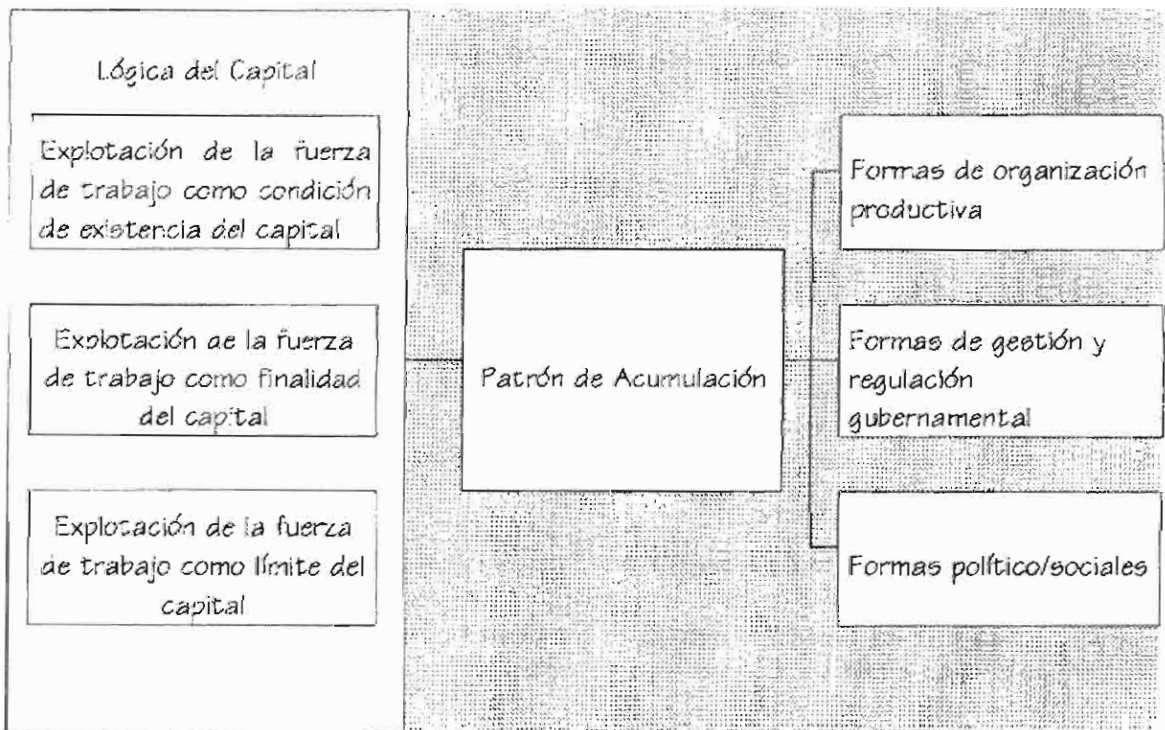 Lógica del Capital
Explotación de la fuerza
de trabajo como condición
de existencia del capital
Explotación de la fuerza
de trabajo como finalidad
del capital
Explotación de la fuerza
de trabajo como límite del
capital
Patrón de Acumulación
Formas de organización
productiva
Formas de gestión y
regulación
gubernamental
Formas político/sociales